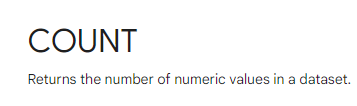 COUNT
Returns the number of numeric values in a dataset.